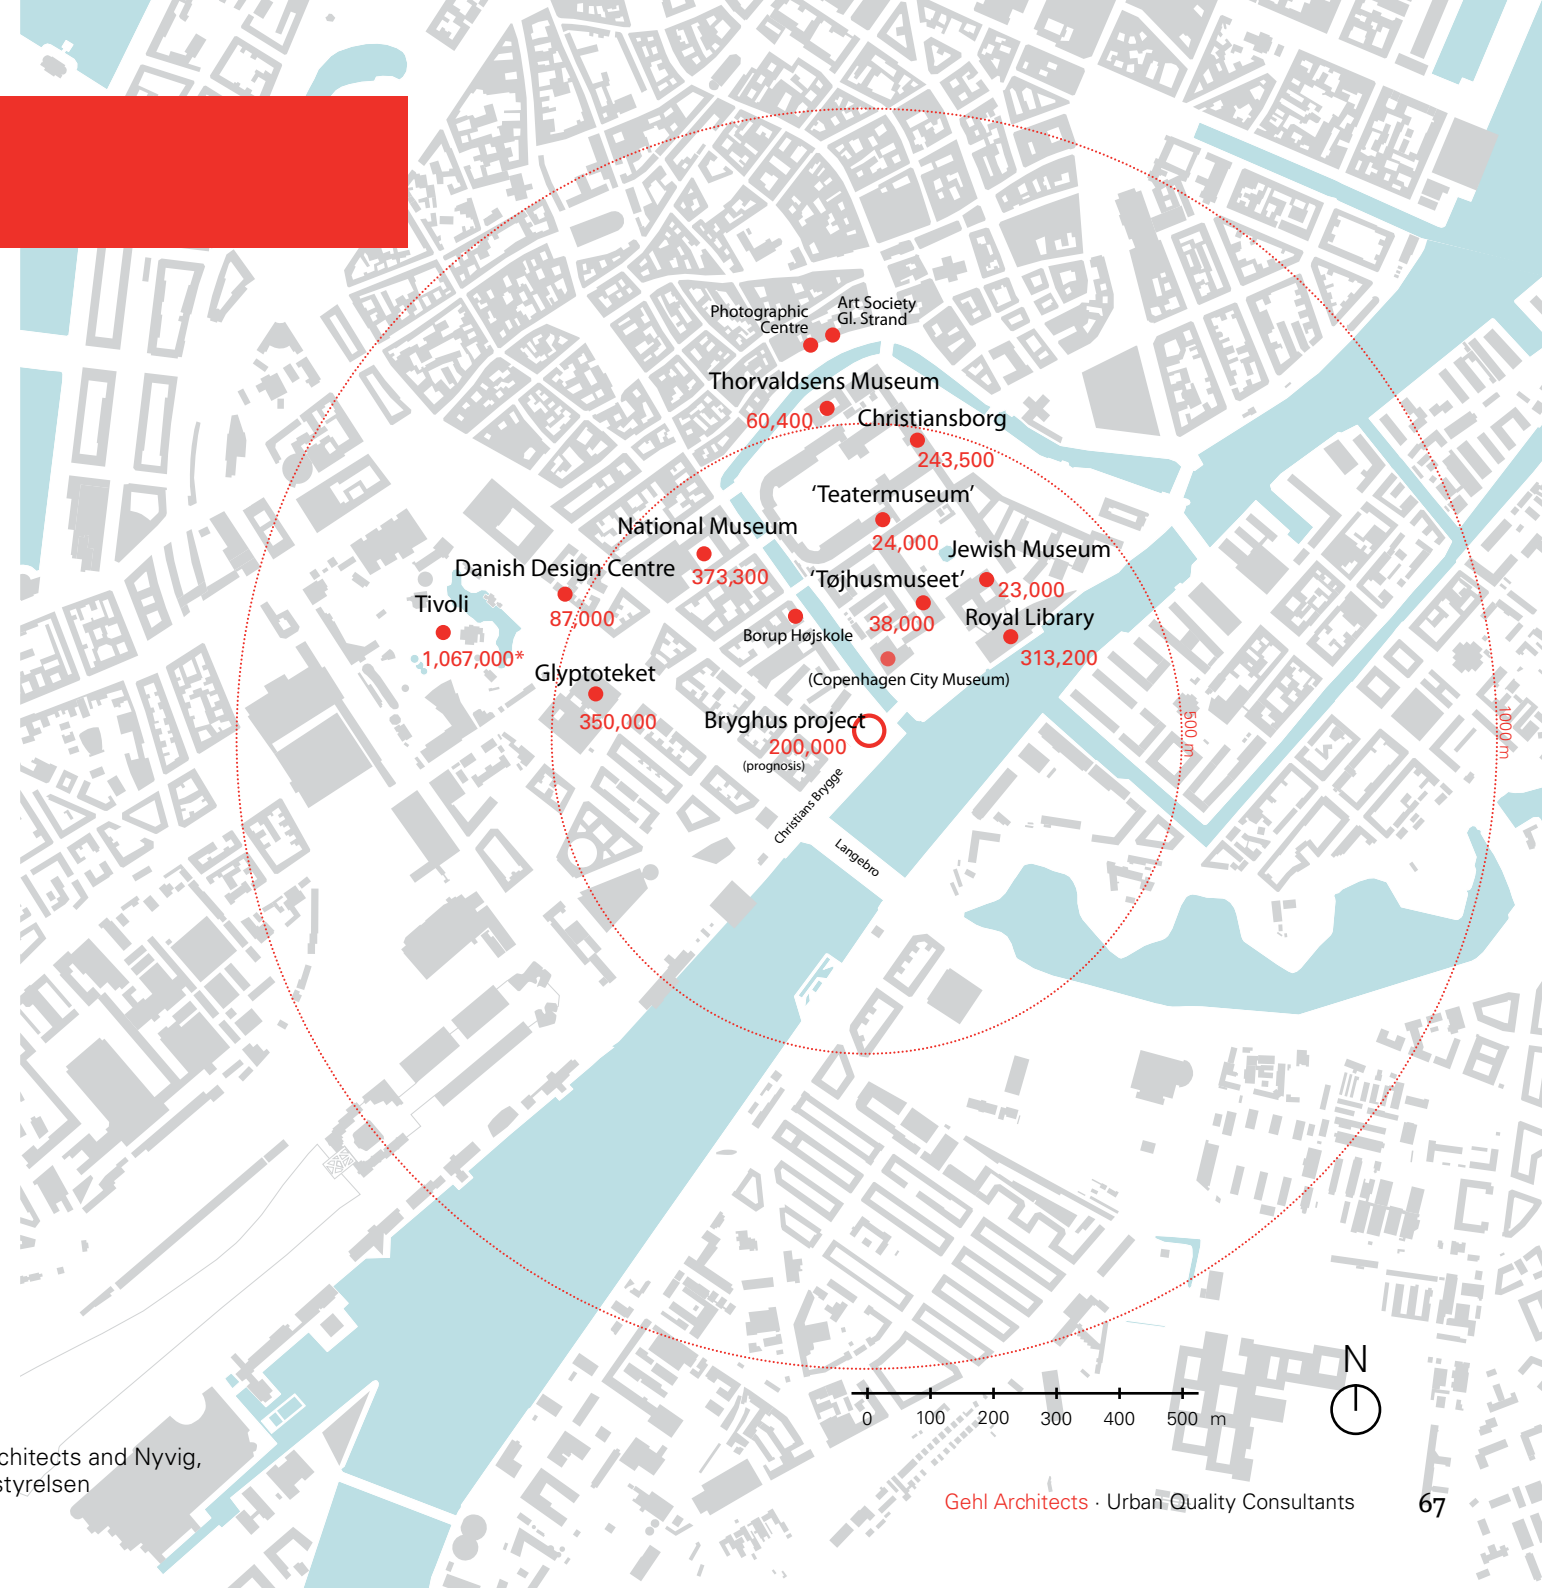 Photographic
Centre
Art Society
Gl. Strand
Thorvaldsens Museum
60,400
Christiansborg
243,500
‘Teatermuseum’
24,000
National Museum
373,300
Jewish Museum
23,000
Danish Design Centre
87,000
‘Tøjhusmuseet’
38,000
Tivoli
1,067,000*
Royal Library
313,200
Borup Højskole
Glyptoteket
350,000
(Copenhagen City Museum)
Bryghus project
200,000
(prognosis)
500 m
1000 m
Christians Brygge
Langebro
N
0 100 200 300 400 500 m
chitects and Nyvig,
styrelsen
Gehl Architects · Urban Quality Consultants 67